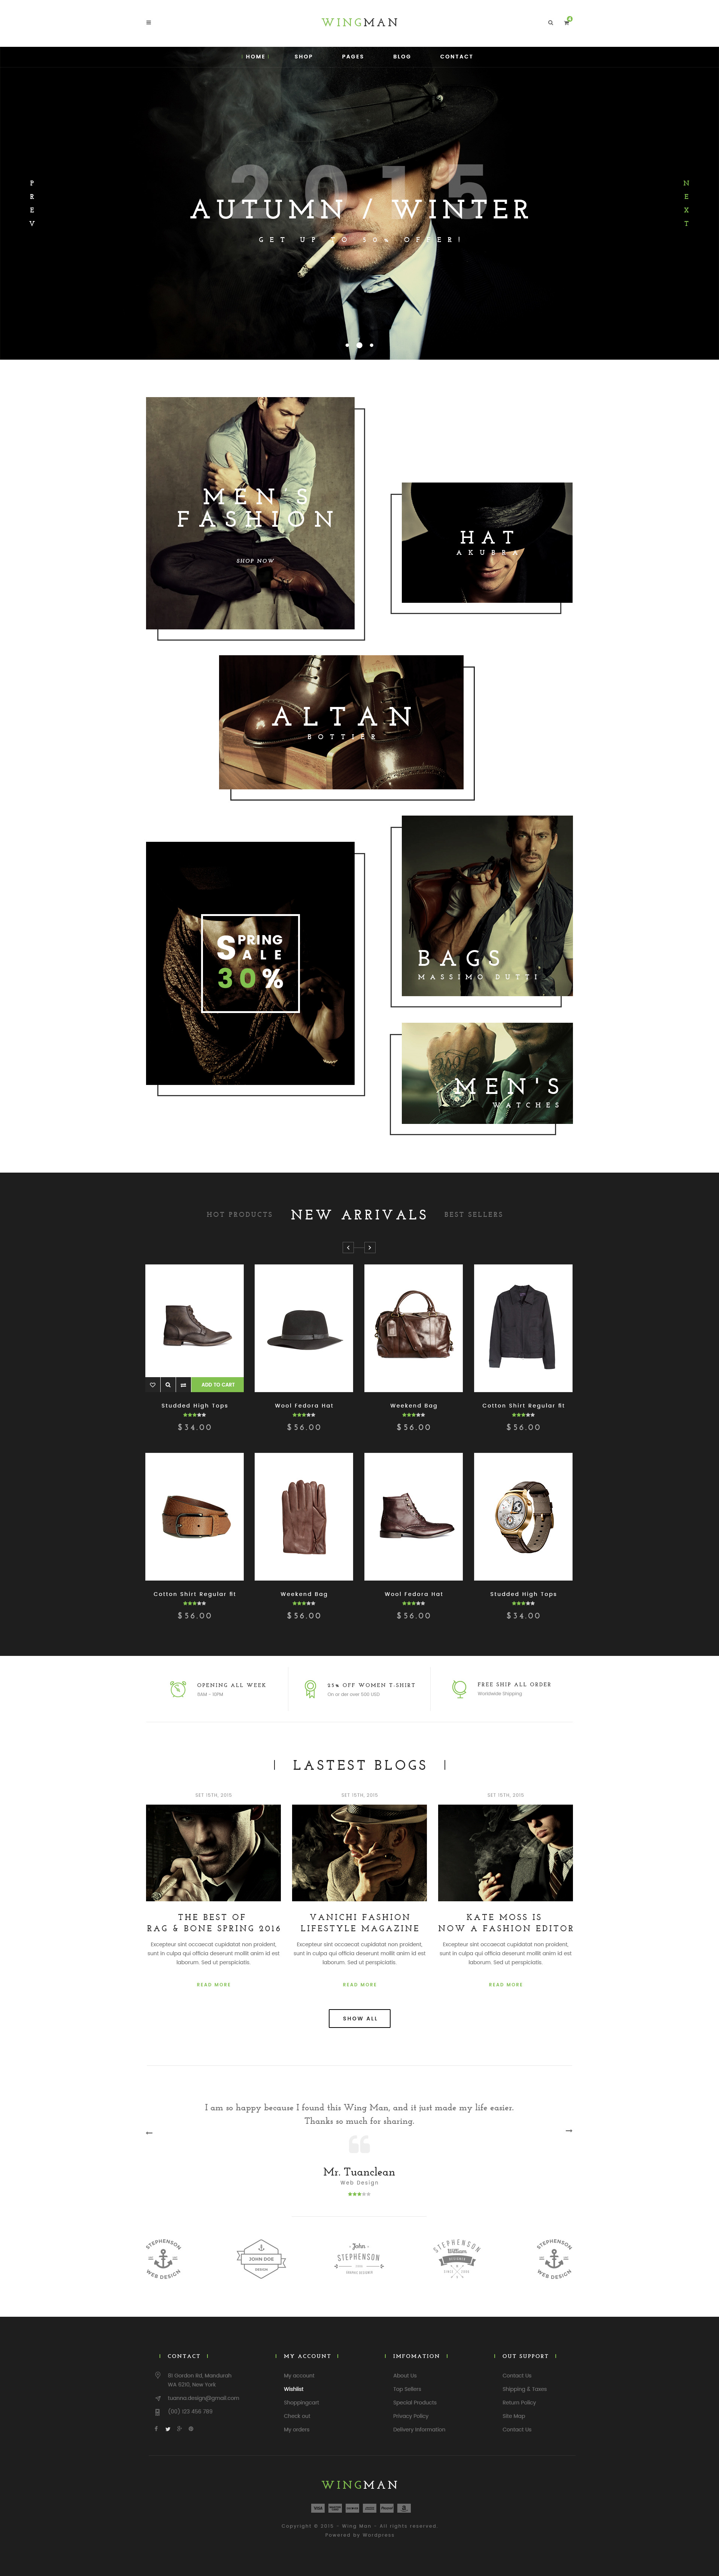 WINGMAN
0
HOME
SHOP
PAGES
BLOG
CONTACT
2015
AUTUMN / WINTER
GET UP TO 50% OFFER!
PREV
NEXT
MEN'S
FASHION
SHOP NOW
HAT
AKUBBA
ALTAN
BOTTIER
SPRING
SALE
30%
BAGS
MASSIMO DUTTI
MEN'S
WATCHES
HOT PRODUCTS
NEW ARRIVALS
BEST SELLERS
ADD TO CART
Studded High Tops
$34.00
Wool Fedora Hat
$56.00
Weekend Bag
$56.00
Cotton Shirt Regular fit
$56.00
Cotton Shirt Regular fit
$56.00
Weekend Bag
$56.00
Wool Fedora Hat
$56.00
Studded High Tops
$34.00
OPENING ALL WEEK
8AM - 10PM
25% OFF WOMEN T-SHIRT
On or der over 500 USD
FREE SHIP ALL ORDER
Worldwide Shipping
LASTEST BLOGS
SET 15TH, 2015
THE BEST OF
RAG & BONE SPRING 2016
Excepteur sint occaecat cupidatat non proident,
sunt in culpa qui officia deserunt mollit anim id est
laborum. Sed ut perspiciatis.
READ MORE
SET 15TH, 2015
VANICHI FASHION
LIFESTYLE MAGAZINE
Excepteur sint occaecat cupidatat non proident,
sunt in culpa qui officia deserunt mollit anim id est
laborum. Sed ut perspiciatis.
READ MORE
SET 15TH, 2015
KATE MOSS IS
NOW A FASHION EDITOR
Excepteur sint occaecat cupidatat non proident,
sunt in culpa qui officia deserunt mollit anim id est
laborum. Sed ut perspiciatis.
READ MORE
SHOW ALL
I am so happy because I found this Wing Man, and it just made my life easier.
Thanks so much for sharing.
Mr. Tuanclean
Web Design
STEPHENSON
WEB DESIGN
JOHN DOE
DESIGN
John
STEPHENSON
STEPHENSON
William
DESIGNER
SINCE
STEPHENSON
WEB DESIGN
CONTACT
16 Gordon Rd, Mandurah
WA 6210, New York
tuanna.design@gmail.com
(00) 123 456 789
MY ACCOUNT
My account
Wishlist
Shoppingcart
Check out
My orders
INFOMATION
About Us
Top Sellers
Special Products
Privacy Policy
Delivery Information
OUT SUPPORT
Contact Us
Shipping & Taxes
Return Policy
Site Map
Contact Us
WINGMAN
VISA
Copyright © 2015 - Wing Man - All rights reserved.
Powered by Wordpress